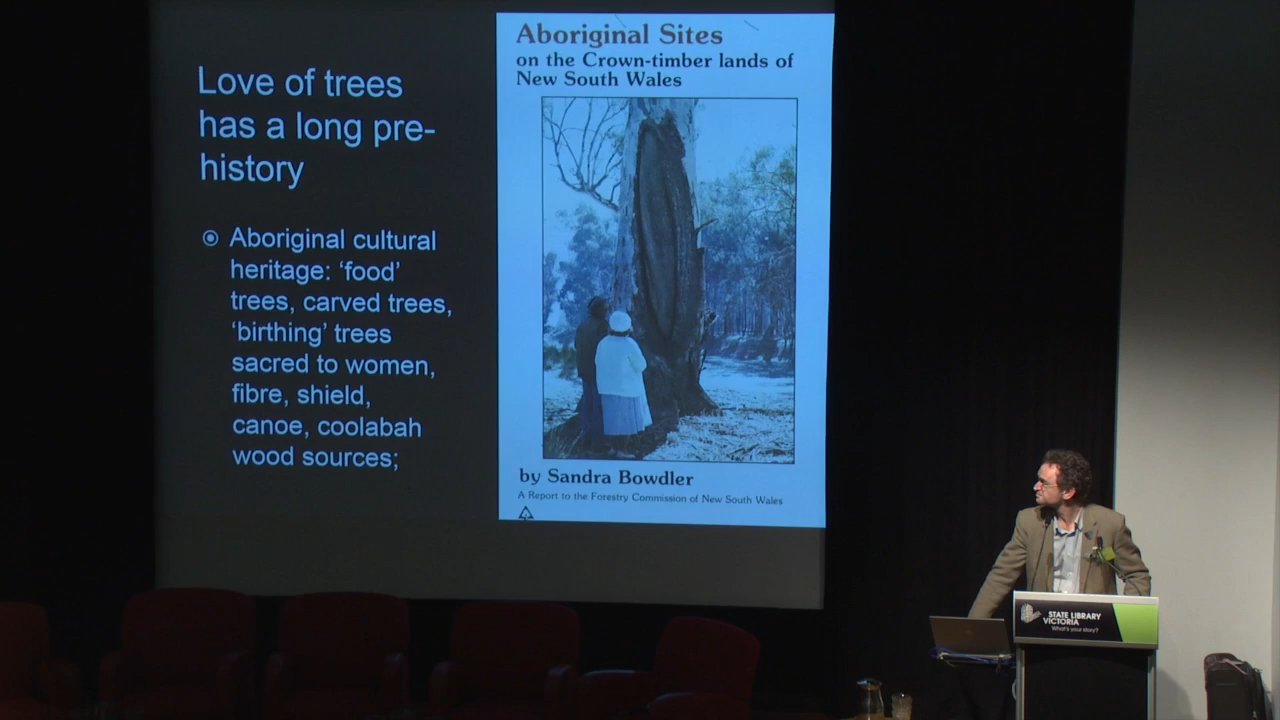 Love of trees
has a long pre-
history
Aboriginal cultural
heritage: ‘food’
trees, carved trees,
‘birthing’ trees
sacred to women,
fibre, shield,
canoe, coolabah
wood sources;
Aboriginal Sites
on the Crown-timber lands of
New South Wales
by Sandra Bowdler
A Report to the Forestry Commission of New South Wales
STATE LIBRARY
VICTORIA
What's your story?